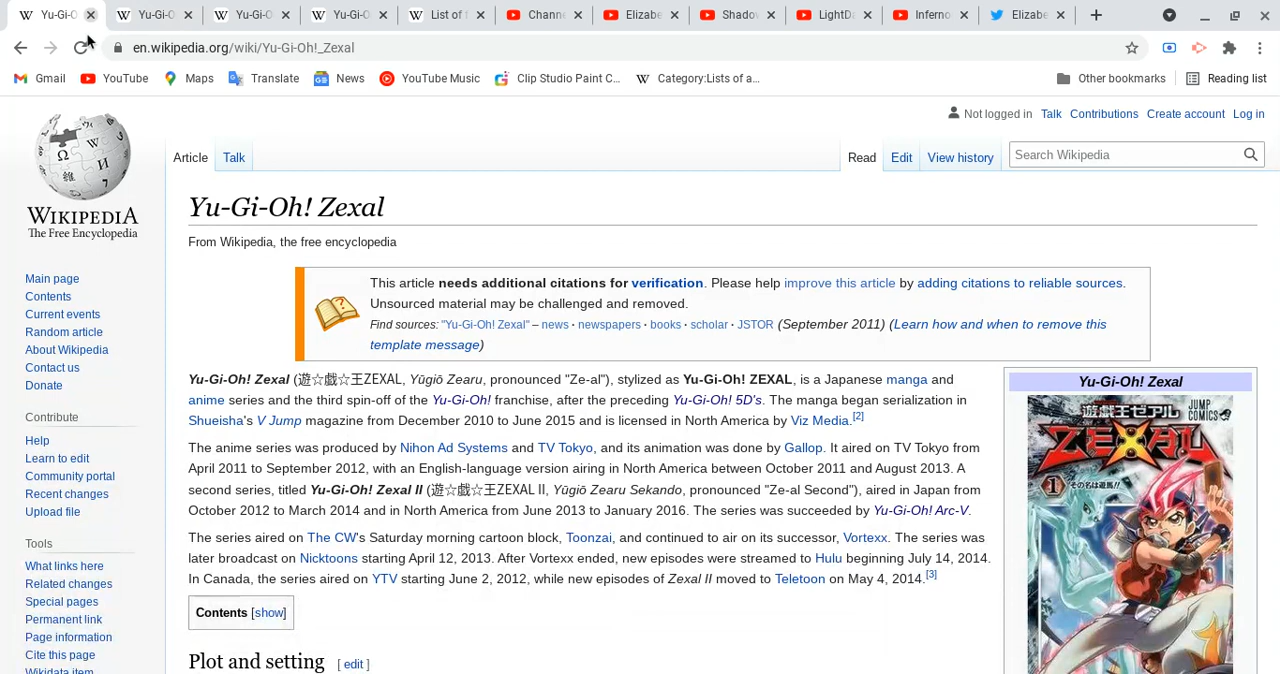 Yu-Gi-O Yu-Gi-O Yu-Gi-O Yu-Gi-O List of f Channe Elizabe Shadow LightDa Inferno Elizabe
en.wikipedia.org/wiki/Yu-Gi-Oh!_Zexal
Gmail YouTube Maps Translate News YouTube Music Clip Studio Paint C... Category:Lists of a... Other bookmarks Reading list
Not logged in Talk Contributions Create account Log in
Article Talk Read Edit View history Search Wikipedia
WIKIPEDIA
The Free Encyclopedia
Main page
Contents
Current events
Random article
About Wikipedia
Contact us
Donate
Contribute
Help
Learn to edit
Community portal
Recent changes
Upload file
Tools
What links here
Related changes
Special pages
Permanent link
Page information
Cite this page
Wikidata item
Yu-Gi-Oh! Zexal
From Wikipedia, the free encyclopedia
This article needs additional citations for verification. Please help improve this article by adding citations to reliable sources.
Unsourced material may be challenged and removed.
Find sources: "Yu-Gi-Oh! Zexal" – news · newspapers · books · scholar · JSTOR (September 2011) (Learn how and when to remove this
template message)
Yu-Gi-Oh! Zexal (遊☆戯☆王ZEXAL, Yūgiō Zearu, pronounced "Ze-al"), stylized as Yu-Gi-Oh! ZEXAL, is a Japanese manga and
anime series and the third spin-off of the Yu-Gi-Oh! franchise, after the preceding Yu-Gi-Oh! 5D's. The manga began serialization in
Shueisha's V Jump magazine from December 2010 to June 2015 and is licensed in North America by Viz Media.[2]
The anime series was produced by Nihon Ad Systems and TV Tokyo, and its animation was done by Gallop. It aired on TV Tokyo from
April 2011 to September 2012, with an English-language version airing in North America between October 2011 and August 2013. A
second series, titled Yu-Gi-Oh! Zexal II (遊☆戯☆王ZEXAL II, Yūgiō Zearu Sekando, pronounced "Ze-al Second"), aired in Japan from
October 2012 to March 2014 and in North America from June 2013 to January 2016. The series was succeeded by Yu-Gi-Oh! Arc-V.
The series aired on The CW's Saturday morning cartoon block, Toonzai, and continued to air on its successor, Vortexx. The series was
later broadcast on Nicktoons starting April 12, 2013. After Vortexx ended, new episodes were streamed to Hulu beginning July 14, 2014.
In Canada, the series aired on YTV starting June 2, 2012, while new episodes of Zexal II moved to Teletoon on May 4, 2014.[3]
Contents [show]
Plot and setting [ edit ]
Yu-Gi-Oh! Zexal
遊戯王ゼアル JUMP COMICS
ZEXAL
1 その名は遊馬!!